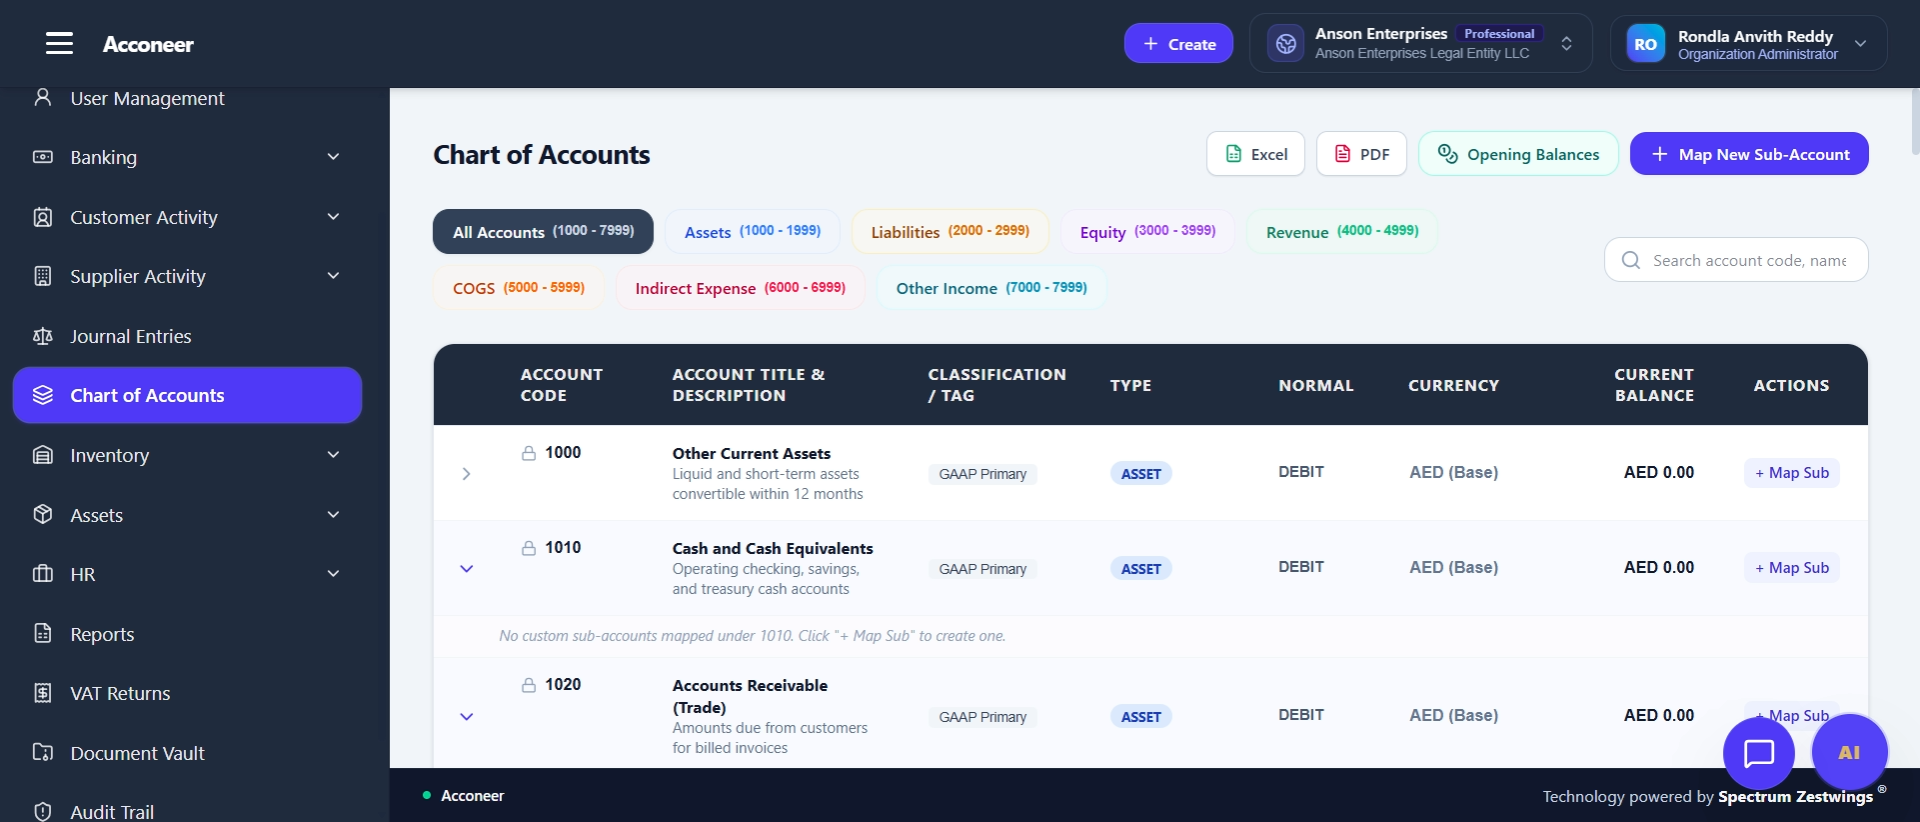 Acconeer
+ Create
Anson Enterprises Professional
Anson Enterprises Legal Entity LLC
RO
Rondla Anvith Reddy
Organization Administrator
User Management
Banking
Customer Activity
Supplier Activity
Journal Entries
Chart of Accounts
Inventory
Assets
HR
Reports
VAT Returns
Document Vault
Audit Trail
Chart of Accounts
Excel
PDF
Opening Balances
+ Map New Sub-Account
All Accounts (1000 - 7999)
Assets (1000 - 1999)
Liabilities (2000 - 2999)
Equity (3000 - 3999)
Revenue (4000 - 4999)
COGS (5000 - 5999)
Indirect Expense (6000 - 6999)
Other Income (7000 - 7999)
Search account code, name
ACCOUNT CODE
ACCOUNT TITLE & DESCRIPTION
CLASSIFICATION / TAG
TYPE
NORMAL
CURRENCY
CURRENT BALANCE
ACTIONS
1000
Other Current Assets
Liquid and short-term assets
convertible within 12 months
GAAP Primary
ASSET
DEBIT
AED (Base)
AED 0.00
+ Map Sub
1010
Cash and Cash Equivalents
Operating checking, savings,
and treasury cash accounts
GAAP Primary
ASSET
DEBIT
AED (Base)
AED 0.00
+ Map Sub
No custom sub-accounts mapped under 1010. Click "+ Map Sub" to create one.
1020
Accounts Receivable
(Trade)
Amounts due from customers
for billed invoices
GAAP Primary
ASSET
DEBIT
AED (Base)
AED 0.00
+ Map Sub
AI
Acconeer
Technology powered by Spectrum Zestwings ®